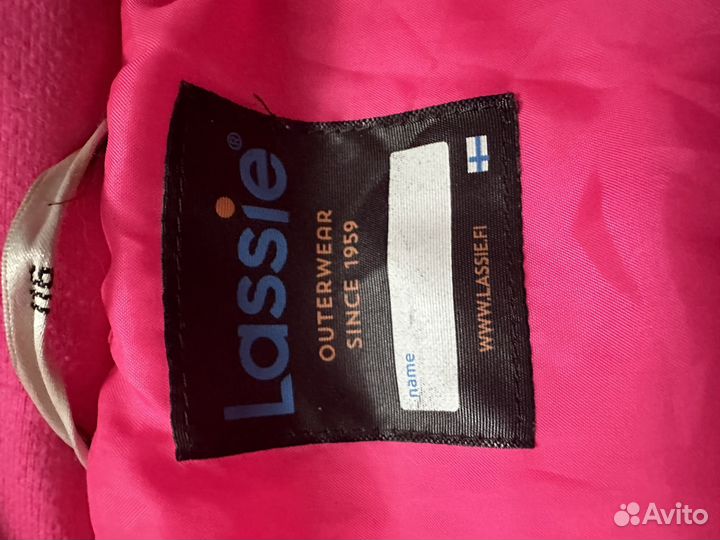 Lassie®
OUTERWEAR
SINCE 1959
name
WWW.LASSIE.FI
116
Avito